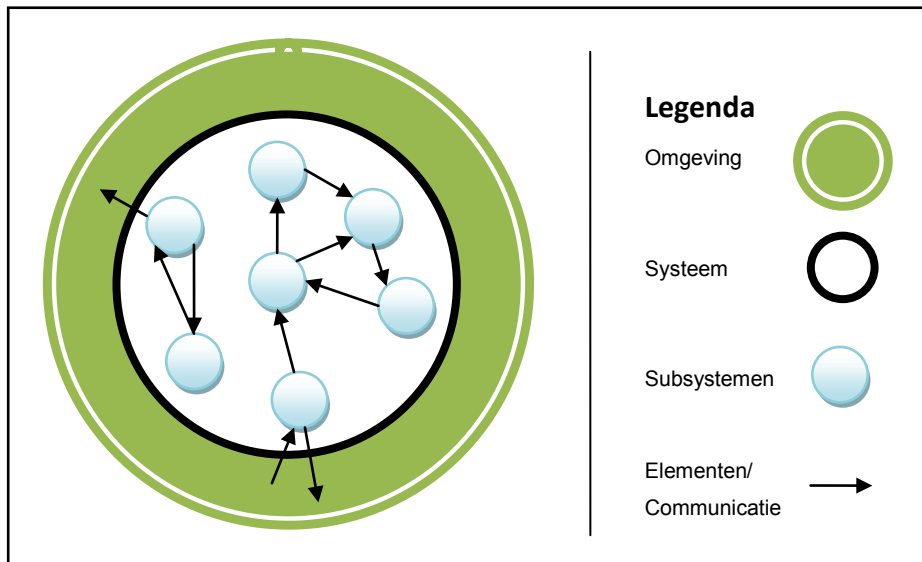 Legenda
Omgeving
Systeem
Subsystemen
Elementen/
Communicatie